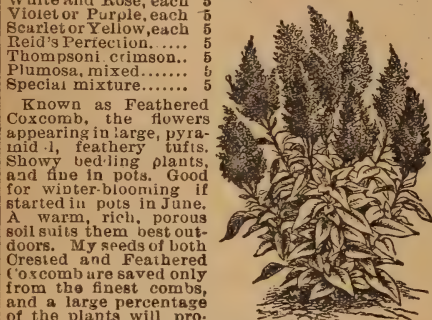 White and Rose, each 5
Violet or Purple, each 5
Scarlet or Yellow, each 5
Reid's Perfection...... 5
Thompsoni crimson.. 5
Plumosa, mixed....... 5
Special mixture....... 5
Known as Feathered
Coxcomb, the flowers
appearing in large, pyra-
midal, feathery tufts.
Showy bedding plants,
and fine in pots. Good
for winter-blooming if
started in pots in June.
A warm, rich, porous
soil suits them best out-
doors. My seeds of both
Crested and Feathered
Coxcomb are saved only
from the finest combs,
and a large percentage
of the plants will pro-